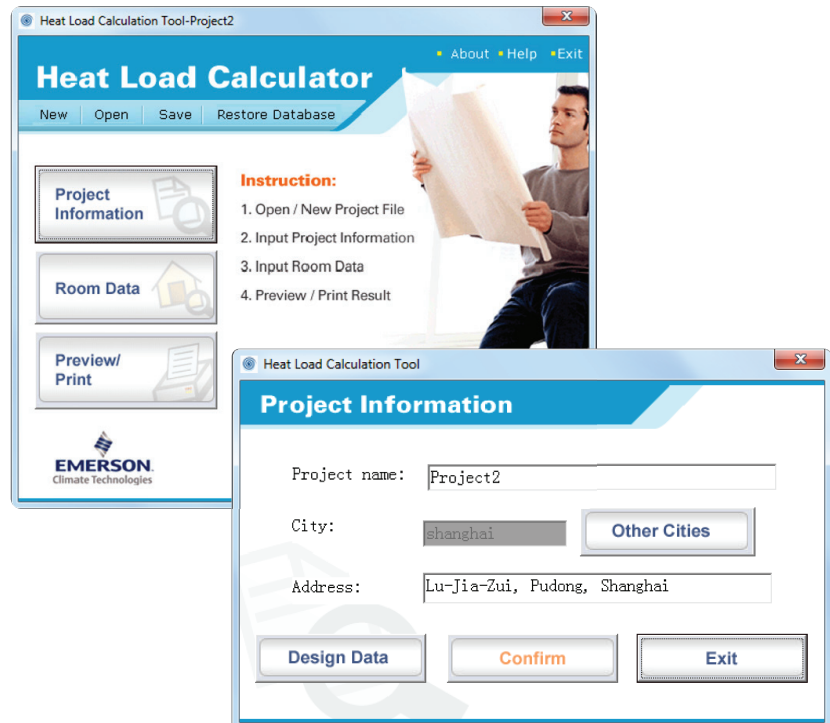 Heat Load Calculation Tool-Project2
About Help Exit
Heat Load Calculator
New Open Save Restore Database
Project
Information
Room Data
Preview/
Print
EMERSON.
Climate Technologies
Instruction:
1. Open / New Project File
2. Input Project Information
3. Input Room Data
4. Preview / Print Result
Heat Load Calculation Tool
Project Information
Project name: Project2
City: shanghai Other Cities
Address: Lu-Jia-Zui, Pudong, Shanghai
Design Data Confirm Exit